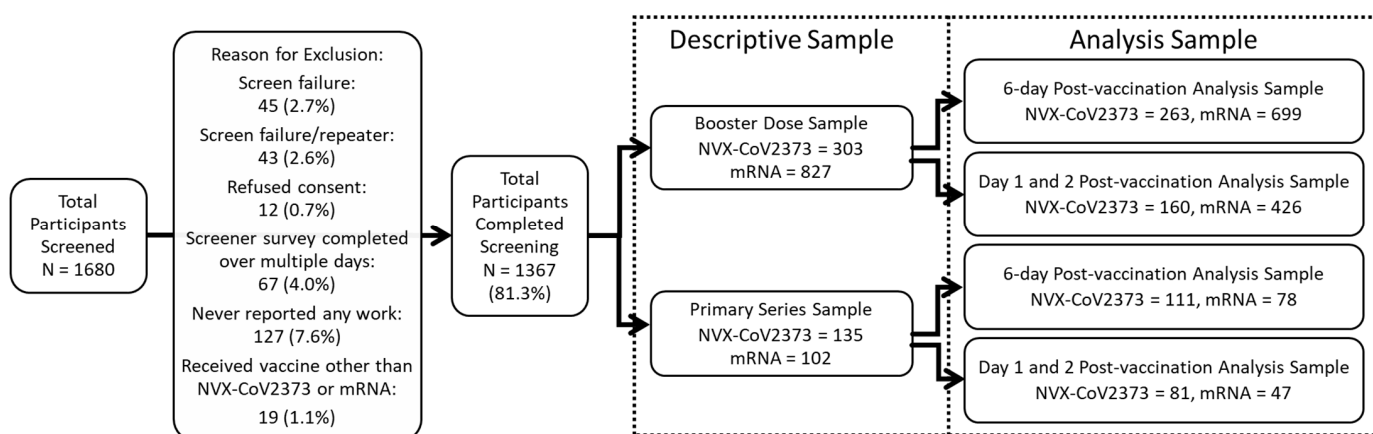 Total
Participants
Screened
N = 1680
Reason for Exclusion:
Screen failure:
45 (2.7%)
Screen failure/repeater:
43 (2.6%)
Refused consent:
12 (0.7%)
Screener survey completed
over multiple days:
67 (4.0%)
Never reported any work:
127 (7.6%)
Received vaccine other than
NVX-CoV2373 or mRNA:
19 (1.1%)
Total
Participants
Completed
Screening
N = 1367
(81.3%)
Descriptive Sample
Booster Dose Sample
NVX-CoV2373 = 303
mRNA = 827
Primary Series Sample
NVX-CoV2373 = 135
mRNA = 102
Analysis Sample
6-day Post-vaccination Analysis Sample
NVX-CoV2373 = 263, mRNA = 699
Day 1 and 2 Post-vaccination Analysis Sample
NVX-CoV2373 = 160, mRNA = 426
6-day Post-vaccination Analysis Sample
NVX-CoV2373 = 111, mRNA = 78
Day 1 and 2 Post-vaccination Analysis Sample
NVX-CoV2373 = 81, mRNA = 47